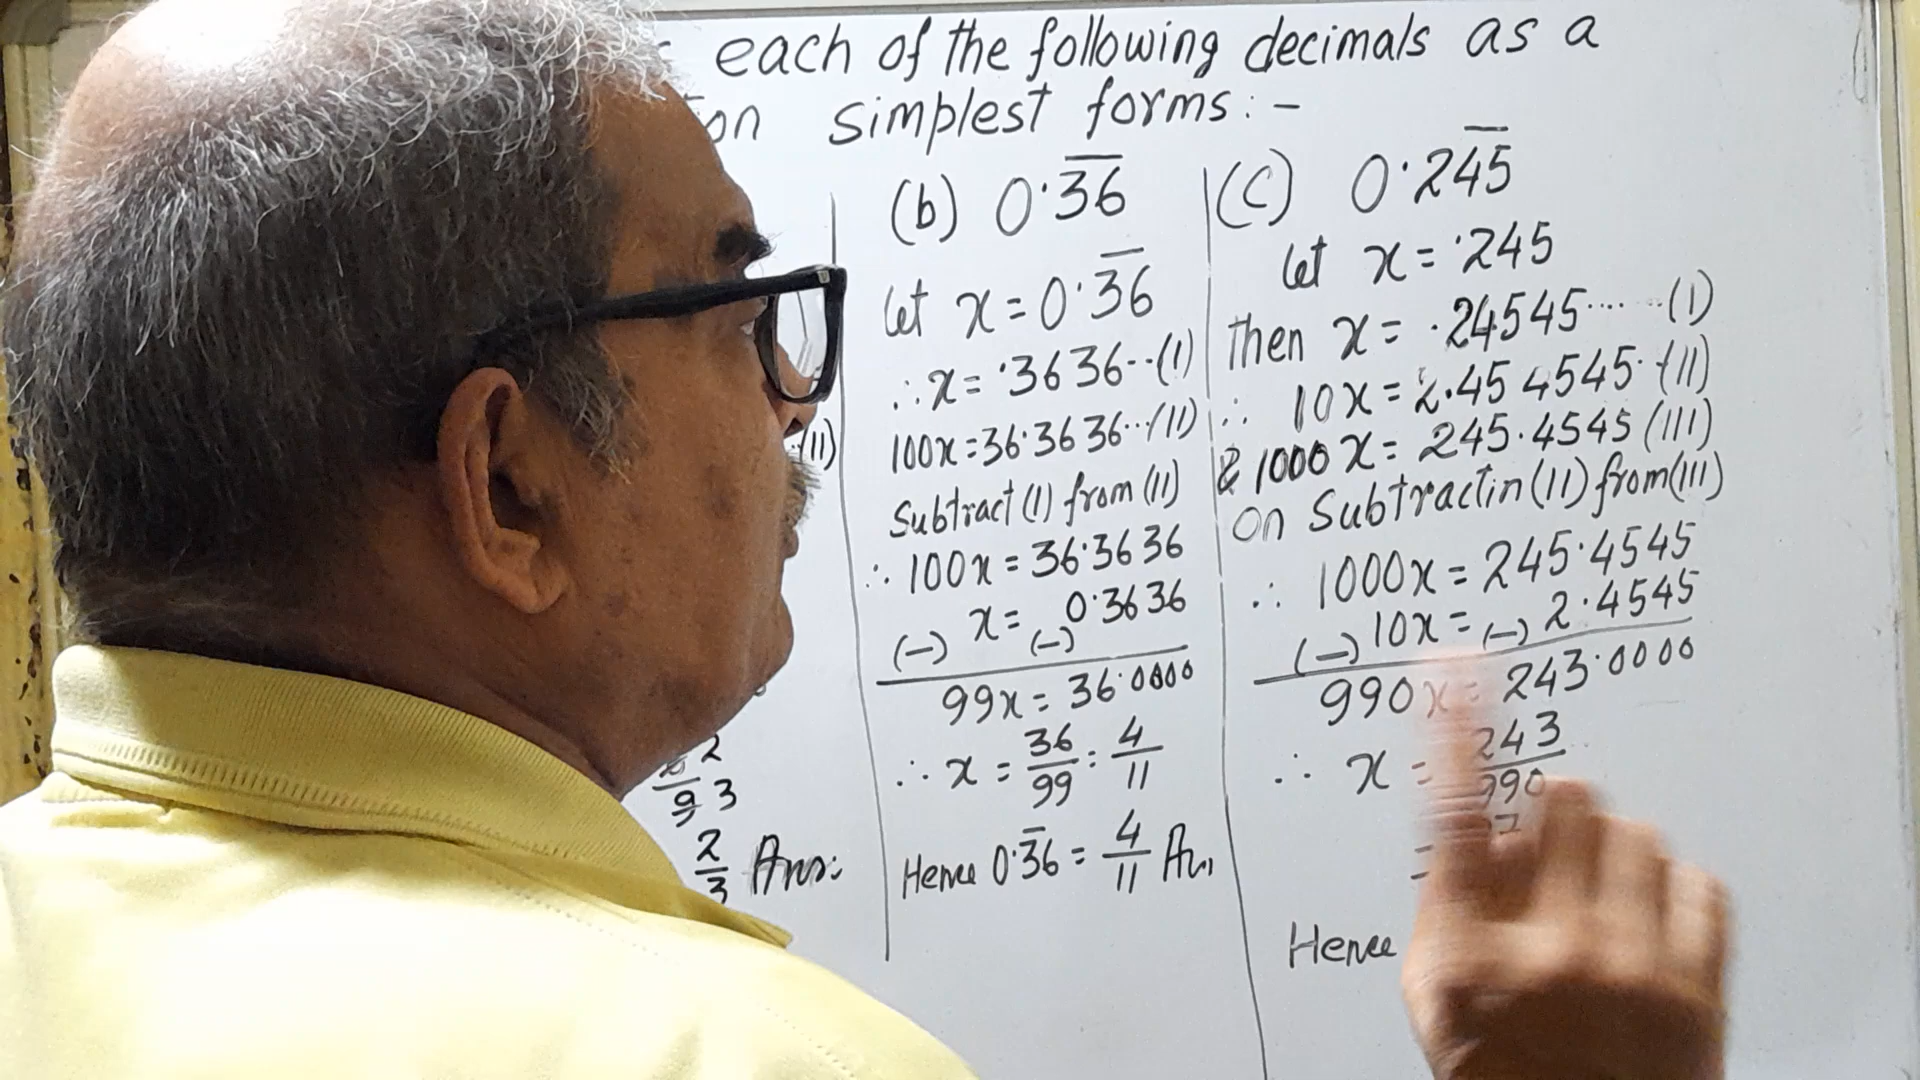 each of the following decimals as a
on simplest forms : -
(II)
2
9 3
2/3 Ans:
(b) 0.3̅6̅
let x = 0.3̅6̅
∴ x = .3636--(I)
100x = 36.3636...(II)
Subtract (I) from (II)
∴ 100x = 36.3636
(-) x = (-) 0.3636
99x = 36.0000
∴ x = 36/99 = 4/11
Hence 0.3̅6 = 4/11 An,
(C) 0.24̅5̅
let x = .245
Then x = .24545......(I)
∴ 10x = 2.454545.-(II)
& 1000x = 245.4545 (III)
On Subtractin (II) from (III)
∴ 1000x = 245.4545
(-) 10x = (-) 2.4545
990x = 243.0000
∴ x = 243/990
=
Hence